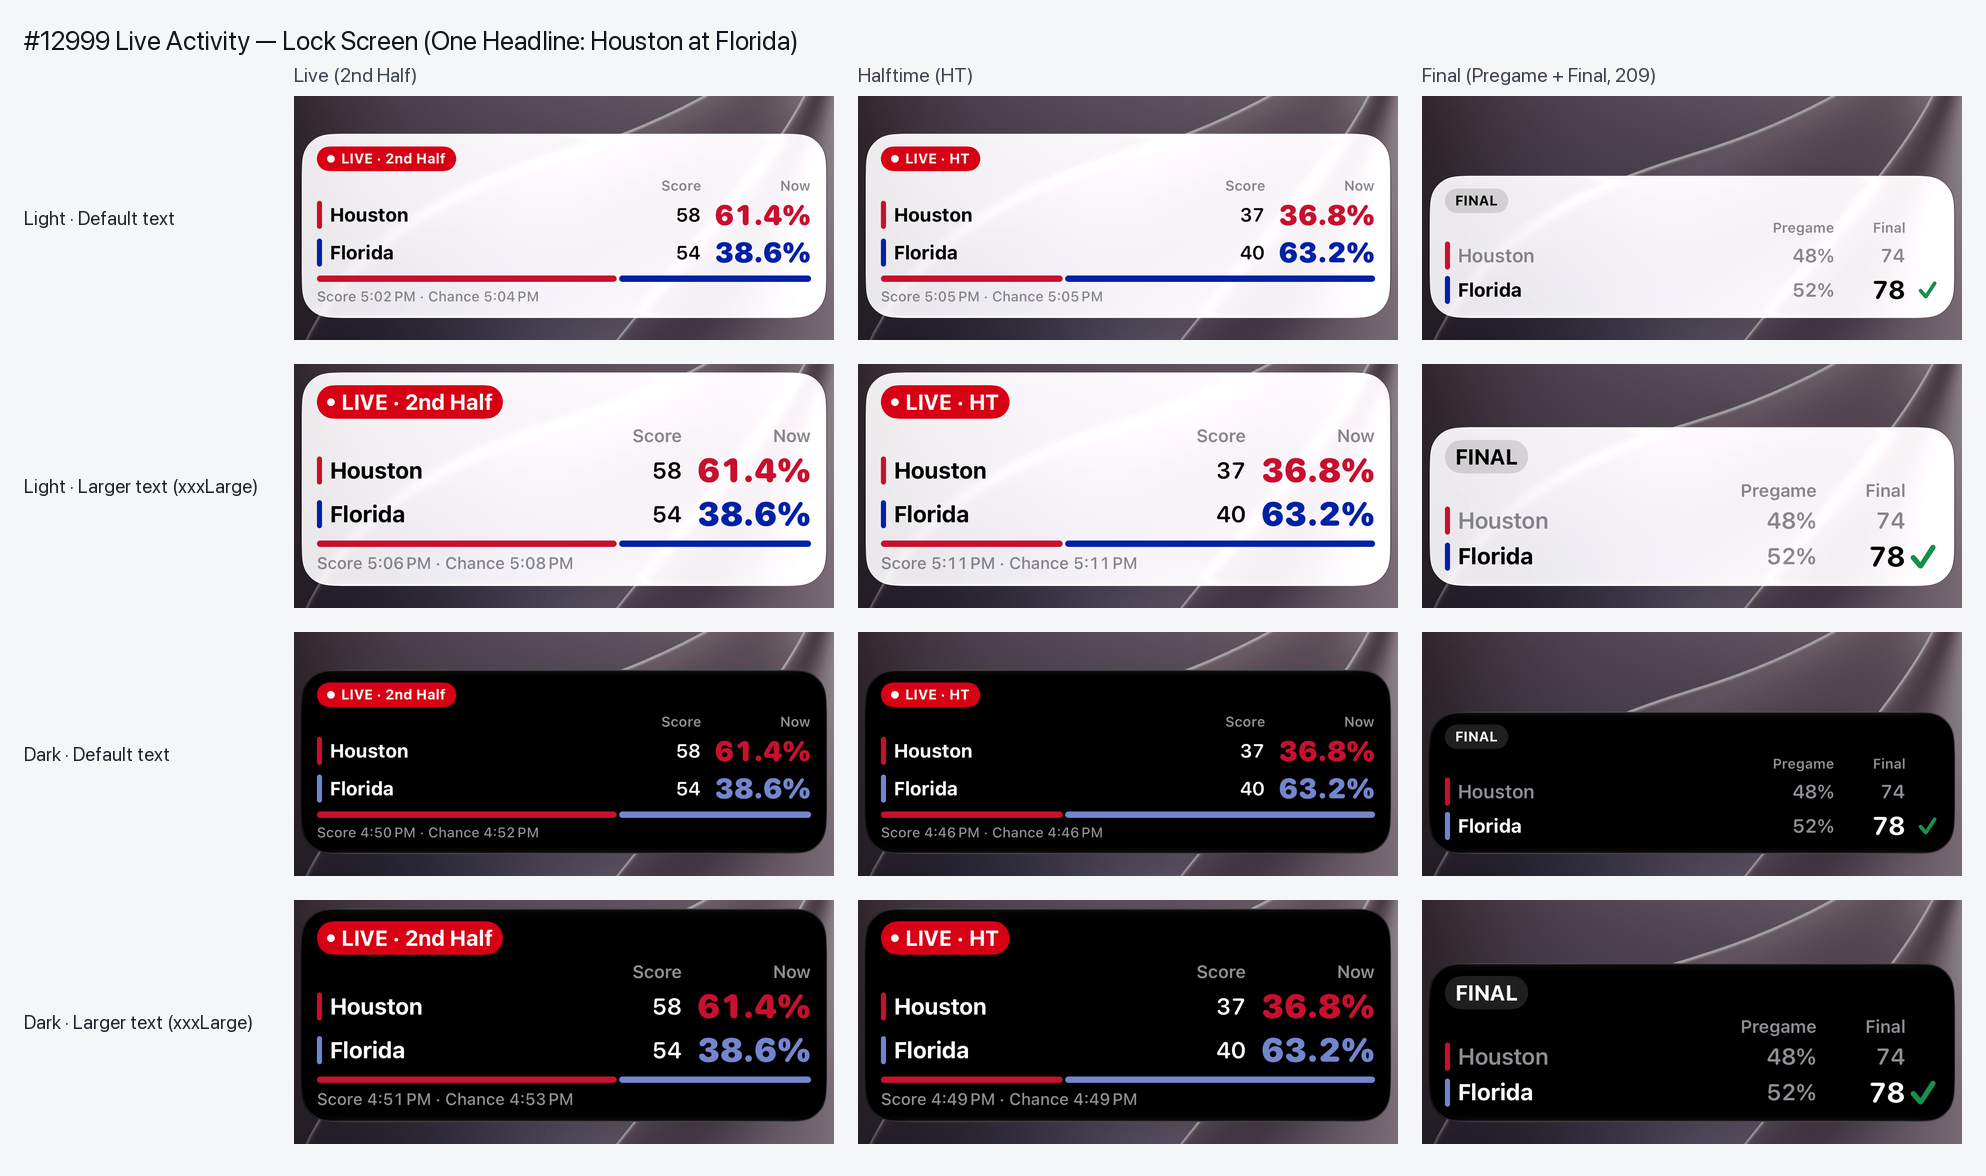 #12999 Live Activity — Lock Screen (One Headline: Houston at Florida)
Live (2nd Half) Halftime (HT) Final (Pregame + Final, 209)
Light · Default text
LIVE · 2nd Half
Score Now
Houston 58 61.4%
Florida 54 38.6%
Score 5:02 PM · Chance 5:04 PM
LIVE · HT
Score Now
Houston 37 36.8%
Florida 40 63.2%
Score 5:05 PM · Chance 5:05 PM
FINAL
Pregame Final
Houston 48% 74
Florida 52% 78 ✓
Light · Larger text (xxxLarge)
LIVE · 2nd Half
Score Now
Houston 58 61.4%
Florida 54 38.6%
Score 5:06 PM · Chance 5:08 PM
LIVE · HT
Score Now
Houston 37 36.8%
Florida 40 63.2%
Score 5:11 PM · Chance 5:11 PM
FINAL
Pregame Final
Houston 48% 74
Florida 52% 78 ✓
Dark · Default text
LIVE · 2nd Half
Score Now
Houston 58 61.4%
Florida 54 38.6%
Score 4:50 PM · Chance 4:52 PM
LIVE · HT
Score Now
Houston 37 36.8%
Florida 40 63.2%
Score 4:46 PM · Chance 4:46 PM
FINAL
Pregame Final
Houston 48% 74
Florida 52% 78 ✓
Dark · Larger text (xxxLarge)
LIVE · 2nd Half
Score Now
Houston 58 61.4%
Florida 54 38.6%
Score 4:51 PM · Chance 4:53 PM
LIVE · HT
Score Now
Houston 37 36.8%
Florida 40 63.2%
Score 4:49 PM · Chance 4:49 PM
FINAL
Pregame Final
Houston 48% 74
Florida 52% 78 ✓